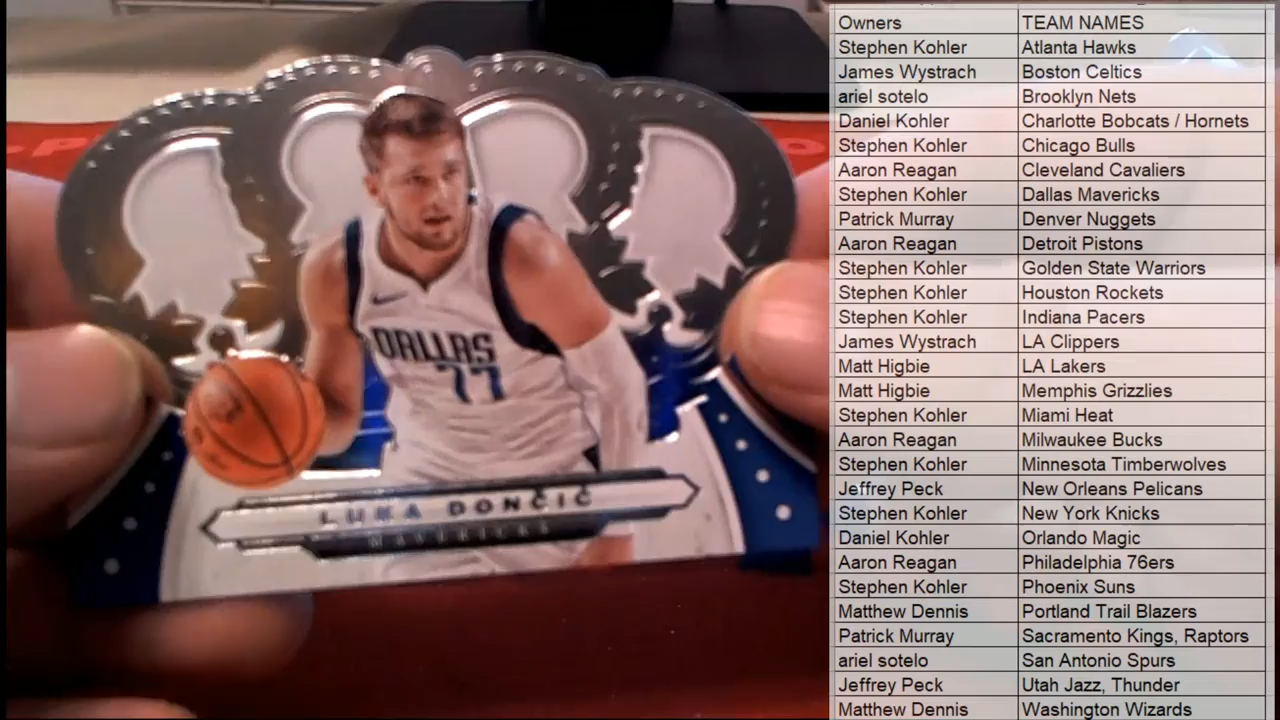 DALLAS
77
LUKA DONČIĆ
MAVERICKS
Owners TEAM NAMES
Stephen Kohler Atlanta Hawks
James Wystrach Boston Celtics
ariel sotelo Brooklyn Nets
Daniel Kohler Charlotte Bobcats / Hornets
Stephen Kohler Chicago Bulls
Aaron Reagan Cleveland Cavaliers
Stephen Kohler Dallas Mavericks
Patrick Murray Denver Nuggets
Aaron Reagan Detroit Pistons
Stephen Kohler Golden State Warriors
Stephen Kohler Houston Rockets
Stephen Kohler Indiana Pacers
James Wystrach LA Clippers
Matt Higbie LA Lakers
Matt Higbie Memphis Grizzlies
Stephen Kohler Miami Heat
Aaron Reagan Milwaukee Bucks
Stephen Kohler Minnesota Timberwolves
Jeffrey Peck New Orleans Pelicans
Stephen Kohler New York Knicks
Daniel Kohler Orlando Magic
Aaron Reagan Philadelphia 76ers
Stephen Kohler Phoenix Suns
Matthew Dennis Portland Trail Blazers
Patrick Murray Sacramento Kings, Raptors
ariel sotelo San Antonio Spurs
Jeffrey Peck Utah Jazz, Thunder
Matthew Dennis Washington Wizards